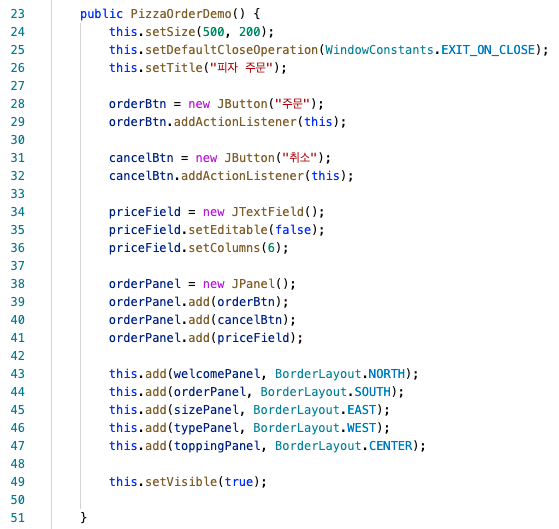 23 public PizzaOrderDemo() {
24 this.setSize(500, 200);
25 this.setDefaultCloseOperation(WindowConstants.EXIT_ON_CLOSE);
26 this.setTitle("피자 주문");
27
28 orderBtn = new JButton("주문");
29 orderBtn.addActionListener(this);
30
31 cancelBtn = new JButton("취소");
32 cancelBtn.addActionListener(this);
33
34 priceField = new JTextField();
35 priceField.setEditable(false);
36 priceField.setColumns(6);
37
38 orderPanel = new JPanel();
39 orderPanel.add(orderBtn);
40 orderPanel.add(cancelBtn);
41 orderPanel.add(priceField);
42
43 this.add(welcomePanel, BorderLayout.NORTH);
44 this.add(orderPanel, BorderLayout.SOUTH);
45 this.add(sizePanel, BorderLayout.EAST);
46 this.add(typePanel, BorderLayout.WEST);
47 this.add(toppingPanel, BorderLayout.CENTER);
48
49 this.setVisible(true);
50
51 }